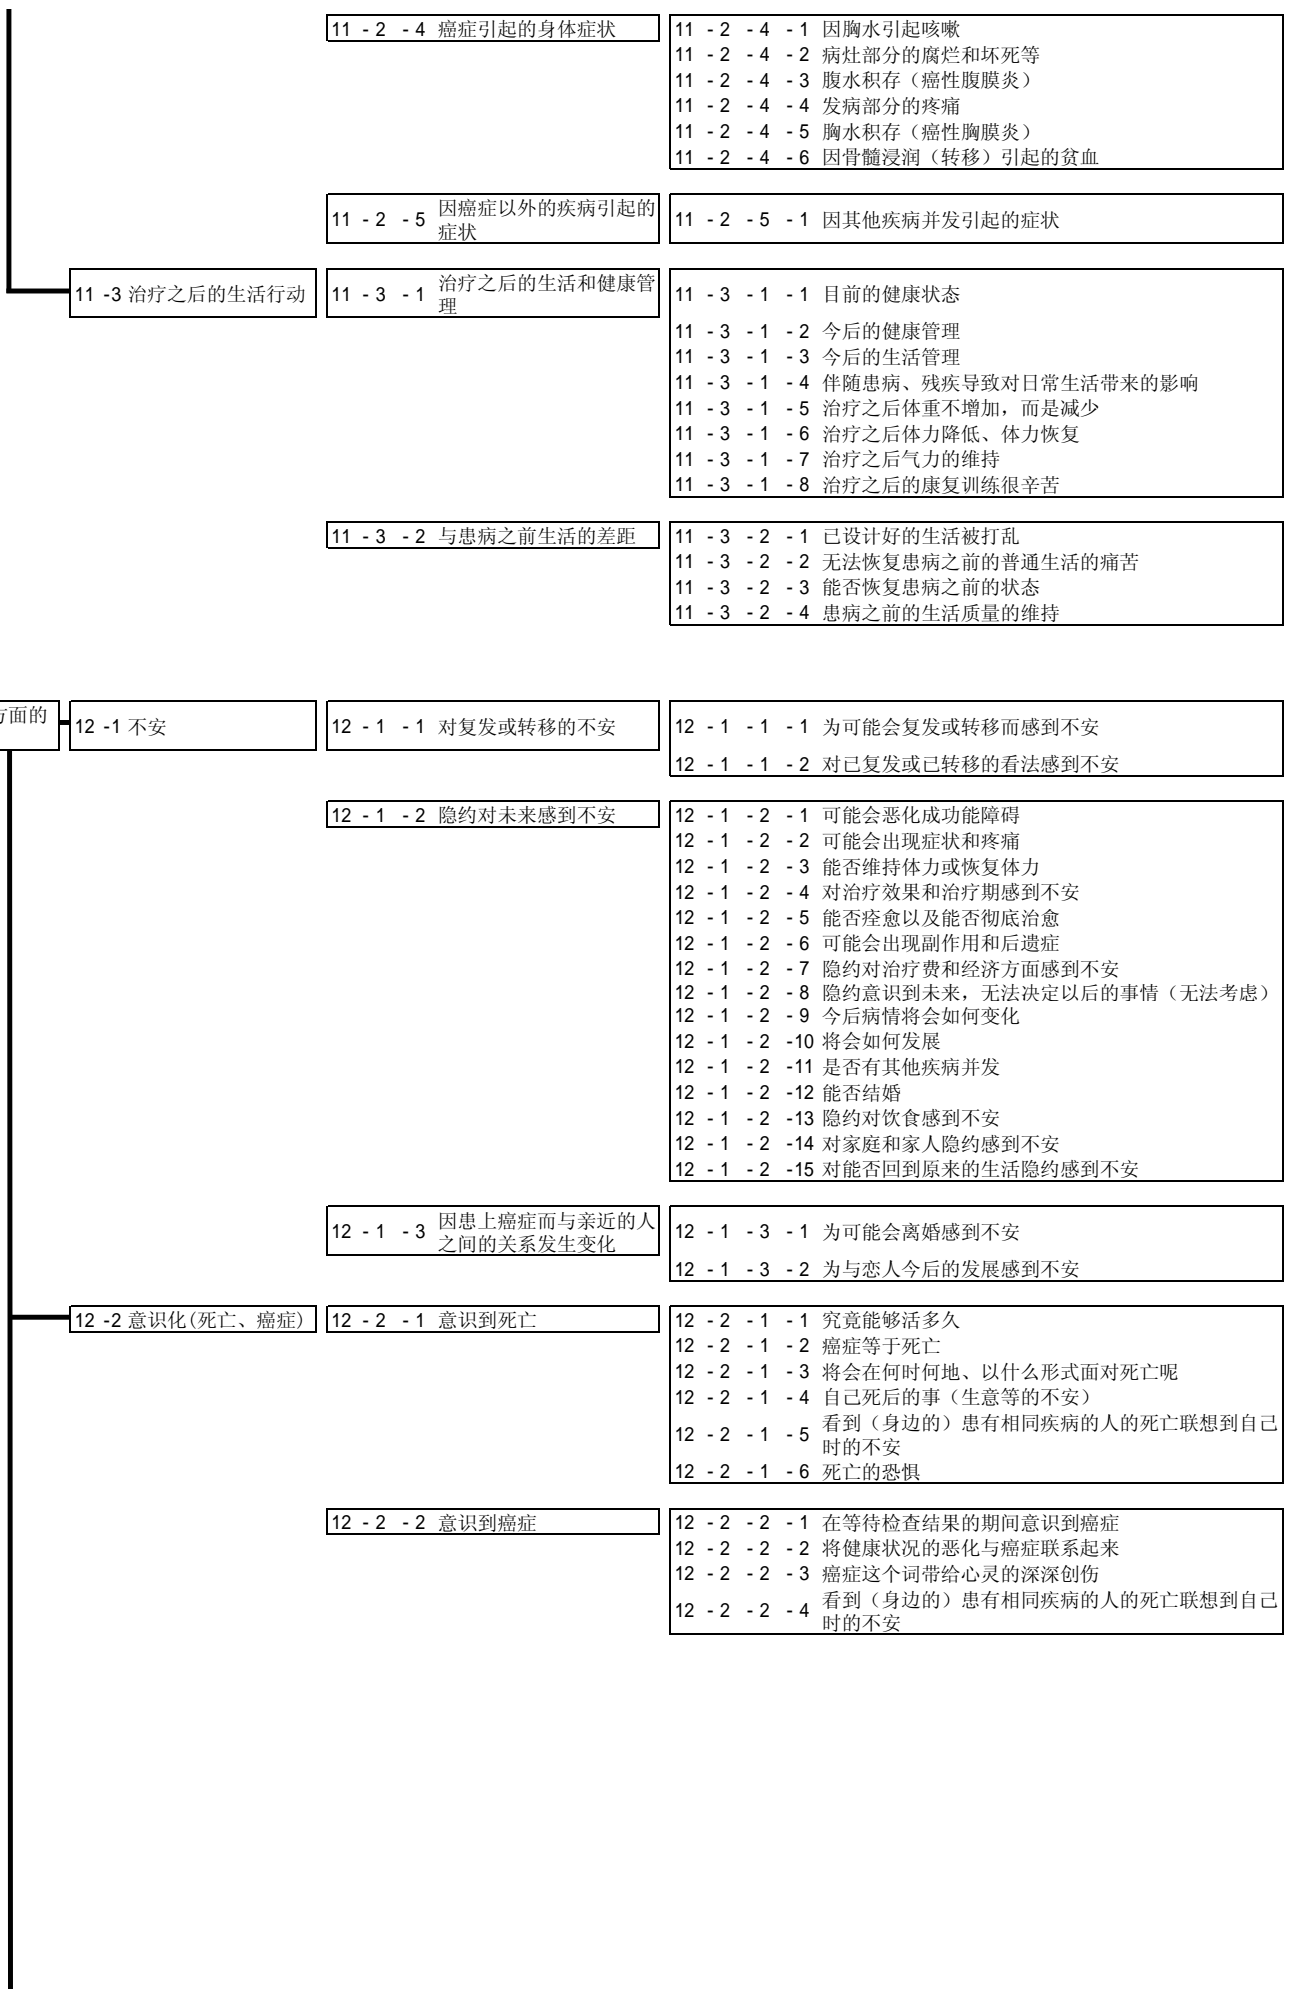 11 - 2 - 4 癌症引起的身体症状
11 - 2 - 4 - 1 因胸水引起咳嗽
11 - 2 - 4 - 2 病灶部分的腐烂和坏死等
11 - 2 - 4 - 3 腹水积存（癌性腹膜炎）
11 - 2 - 4 - 4 发病部分的疼痛
11 - 2 - 4 - 5 胸水积存（癌性胸膜炎）
11 - 2 - 4 - 6 因骨髓浸润（转移）引起的贫血
11 - 2 - 5 因癌症以外的疾病引起的
症状
11 - 2 - 5 - 1 因其他疾病并发引起的症状
11 -3 治疗之后的生活行动
11 - 3 - 1 治疗之后的生活和健康管
理
11 - 3 - 1 - 1 目前的健康状态
11 - 3 - 1 - 2 今后的健康管理
11 - 3 - 1 - 3 今后的生活管理
11 - 3 - 1 - 4 伴随患病、残疾导致对日常生活带来的影响
11 - 3 - 1 - 5 治疗之后体重不增加，而是减少
11 - 3 - 1 - 6 治疗之后体力降低、体力恢复
11 - 3 - 1 - 7 治疗之后气力的维持
11 - 3 - 1 - 8 治疗之后的康复训练很辛苦
11 - 3 - 2 与患病之前生活的差距
11 - 3 - 2 - 1 已设计好的生活被打乱
11 - 3 - 2 - 2 无法恢复患病之前的普通生活的痛苦
11 - 3 - 2 - 3 能否恢复患病之前的状态
11 - 3 - 2 - 4 患病之前的生活质量的维持
方面的
12 -1 不安
12 - 1 - 1 对复发或转移的不安
12 - 1 - 1 - 1 为可能会复发或转移而感到不安
12 - 1 - 1 - 2 对已复发或已转移的看法感到不安
12 - 1 - 2 隐约对未来感到不安
12 - 1 - 2 - 1 可能会恶化成功能障碍
12 - 1 - 2 - 2 可能会出现症状和疼痛
12 - 1 - 2 - 3 能否维持体力或恢复体力
12 - 1 - 2 - 4 对治疗效果和治疗期感到不安
12 - 1 - 2 - 5 能否痊愈以及能否彻底治愈
12 - 1 - 2 - 6 可能会出现副作用和后遗症
12 - 1 - 2 - 7 隐约对治疗费和经济方面感到不安
12 - 1 - 2 - 8 隐约意识到未来，无法决定以后的事情（无法考虑）
12 - 1 - 2 - 9 今后病情将会如何变化
12 - 1 - 2 -10 将会如何发展
12 - 1 - 2 -11 是否有其他疾病并发
12 - 1 - 2 -12 能否结婚
12 - 1 - 2 -13 隐约对饮食感到不安
12 - 1 - 2 -14 对家庭和家人隐约感到不安
12 - 1 - 2 -15 对能否回到原来的生活隐约感到不安
12 - 1 - 3 因患上癌症而与亲近的人
之间的关系发生变化
12 - 1 - 3 - 1 为可能会离婚感到不安
12 - 1 - 3 - 2 为与恋人今后的发展感到不安
12 -2 意识化(死亡、癌症)
12 - 2 - 1 意识到死亡
12 - 2 - 1 - 1 究竟能够活多久
12 - 2 - 1 - 2 癌症等于死亡
12 - 2 - 1 - 3 将会在何时何地、以什么形式面对死亡呢
12 - 2 - 1 - 4 自己死后的事（生意等的不安）
12 - 2 - 1 - 5 看到（身边的）患有相同疾病的人的死亡联想到自己
时的不安
12 - 2 - 1 - 6 死亡的恐惧
12 - 2 - 2 意识到癌症
12 - 2 - 2 - 1 在等待检查结果的期间意识到癌症
12 - 2 - 2 - 2 将健康状况的恶化与癌症联系起来
12 - 2 - 2 - 3 癌症这个词带给心灵的深深创伤
12 - 2 - 2 - 4 看到（身边的）患有相同疾病的人的死亡联想到自己
时的不安